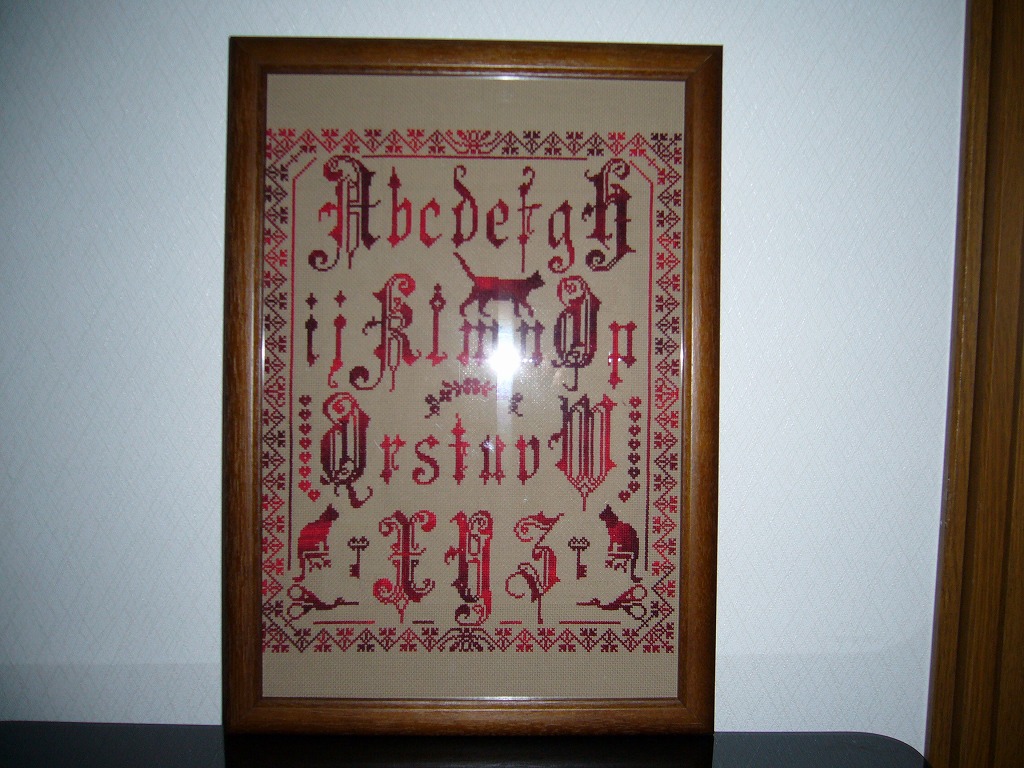 Abcdefgh
ijklmnop
Qrstuvw
XYZ